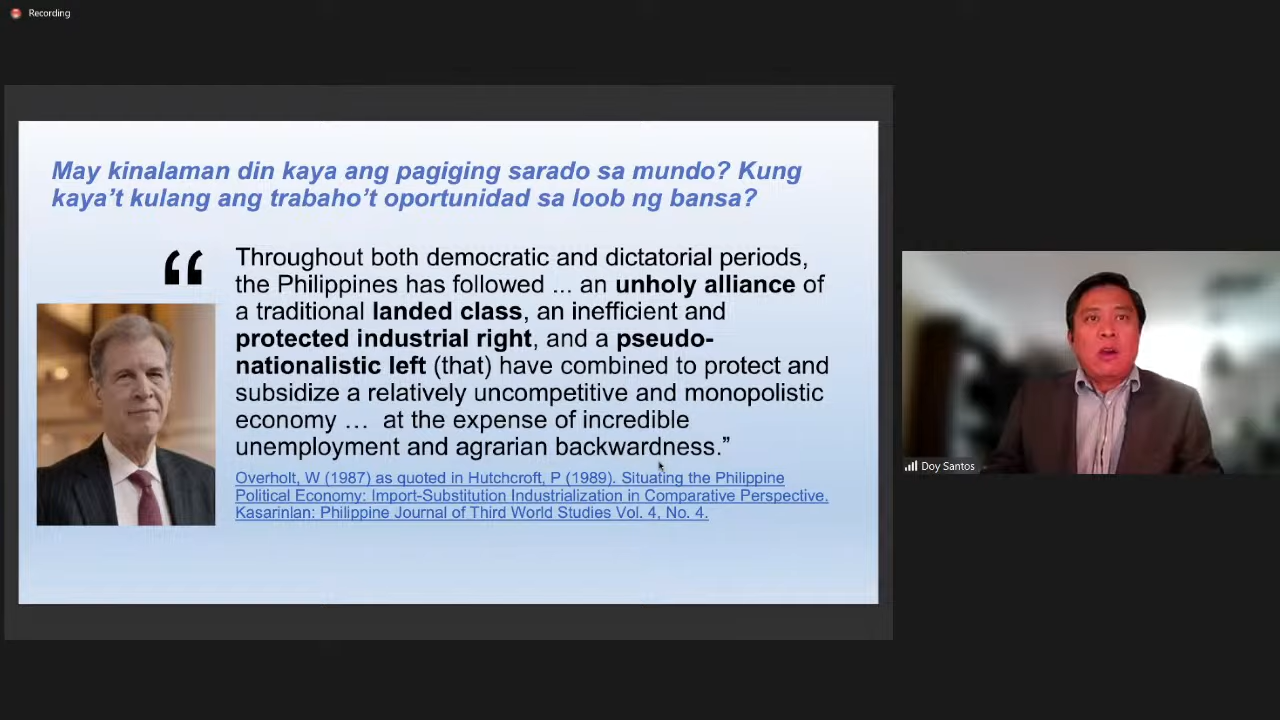 Recording
May kinalaman din kaya ang pagiging sarado sa mundo? Kung
kaya't kulang ang trabaho't oportunidad sa loob ng bansa?
“
Throughout both democratic and dictatorial periods,
the Philippines has followed ... an unholy alliance of
a traditional landed class, an inefficient and
protected industrial right, and a pseudo-
nationalistic left (that) have combined to protect and
subsidize a relatively uncompetitive and monopolistic
economy … at the expense of incredible
unemployment and agrarian backwardness.”
Overholt, W (1987) as quoted in Hutchcroft, P (1989). Situating the Philippine
Political Economy: Import-Substitution Industrialization in Comparative Perspective.
Kasarinlan: Philippine Journal of Third World Studies Vol. 4, No. 4.
Doy Santos